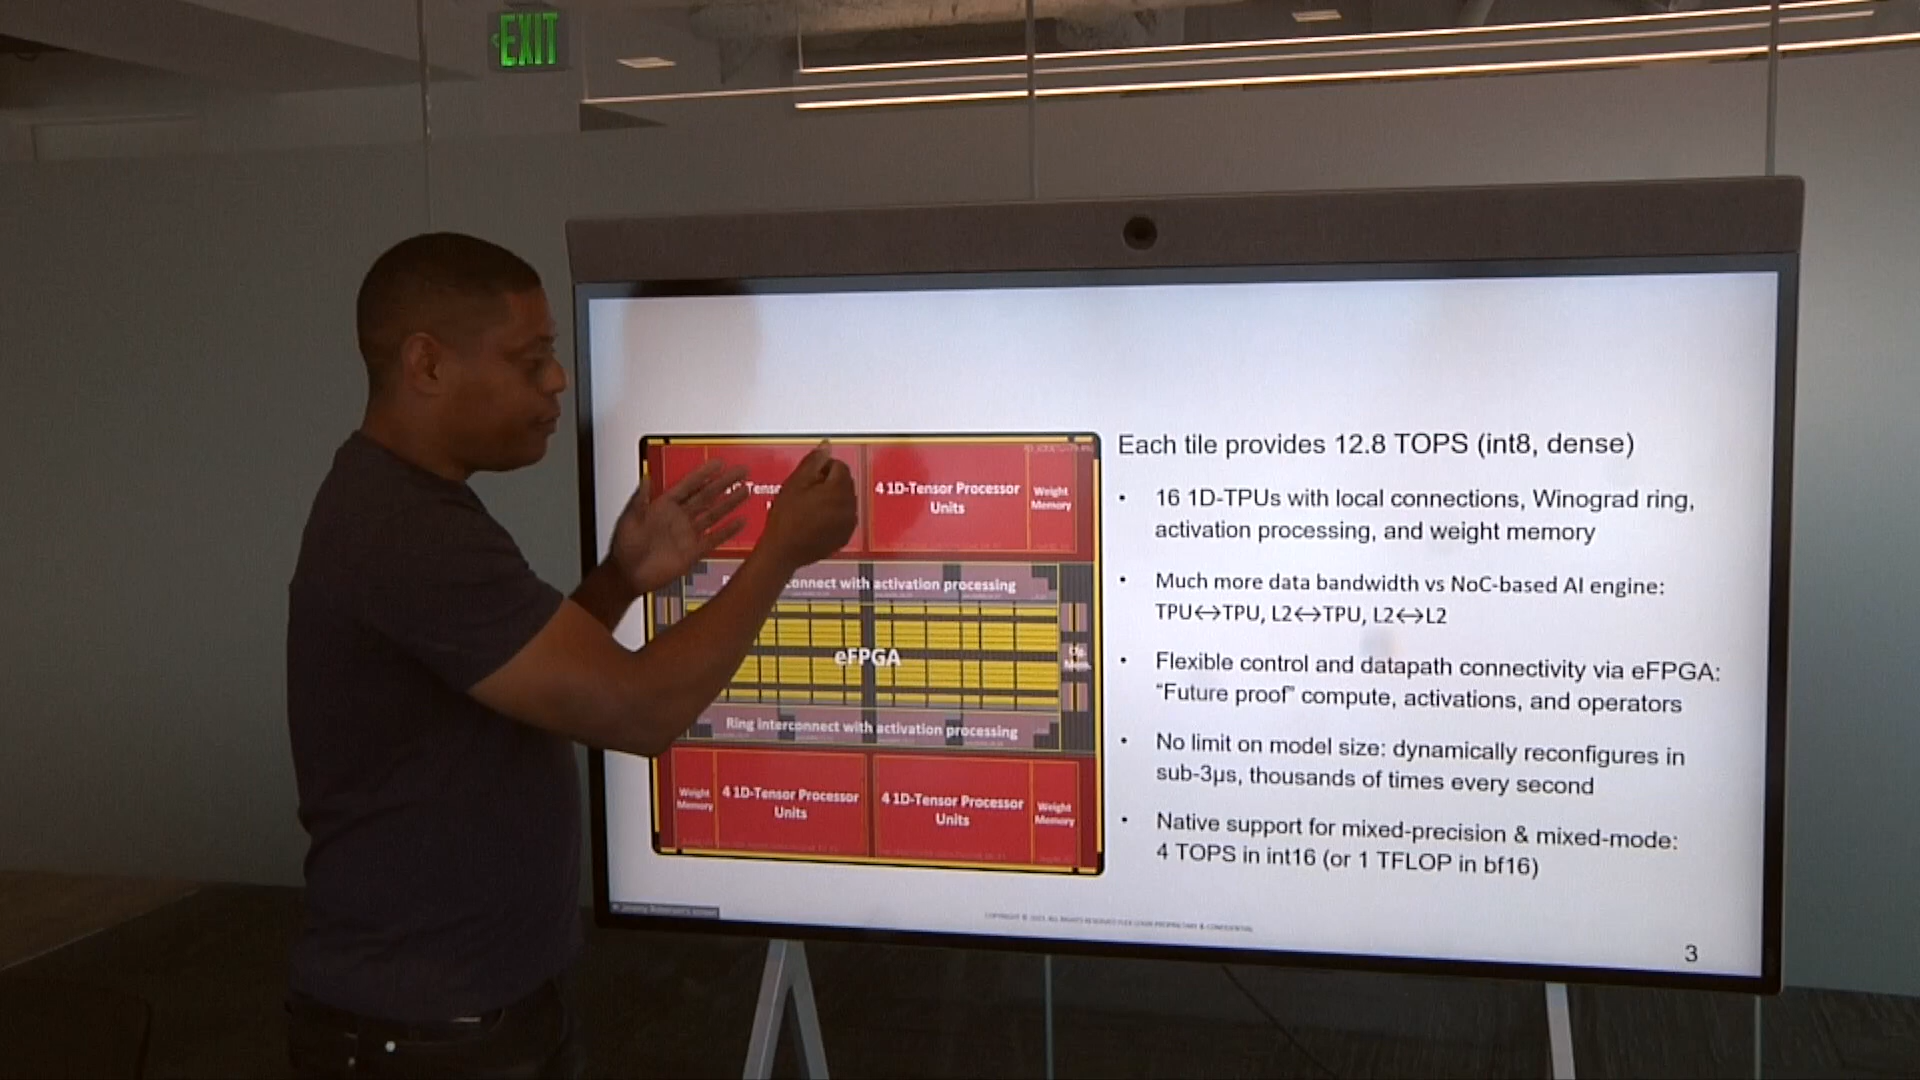 EXIT
Each tile provides 12.8 TOPS (int8, dense)
• 16 1D-TPUs with local connections, Winograd ring,
activation processing, and weight memory
• Much more data bandwidth vs NoC-based AI engine:
TPU↔TPU, L2↔TPU, L2↔L2
• Flexible control and datapath connectivity via eFPGA:
“Future proof” compute, activations, and operators
• No limit on model size: dynamically reconfigures in
sub-3μs, thousands of times every second
• Native support for mixed-precision & mixed-mode:
4 TOPS in int16 (or 1 TFLOP in bf16)
4 1D-Tensor Processor
Units
Weight
Memory
connect with activation processing
eFPGA
Cfg.
Mem.
Ring interconnect with activation processing
Weight
Memory
4 1D-Tensor Processor
Units
4 1D-Tensor Processor
Units
Weight
Memory
3